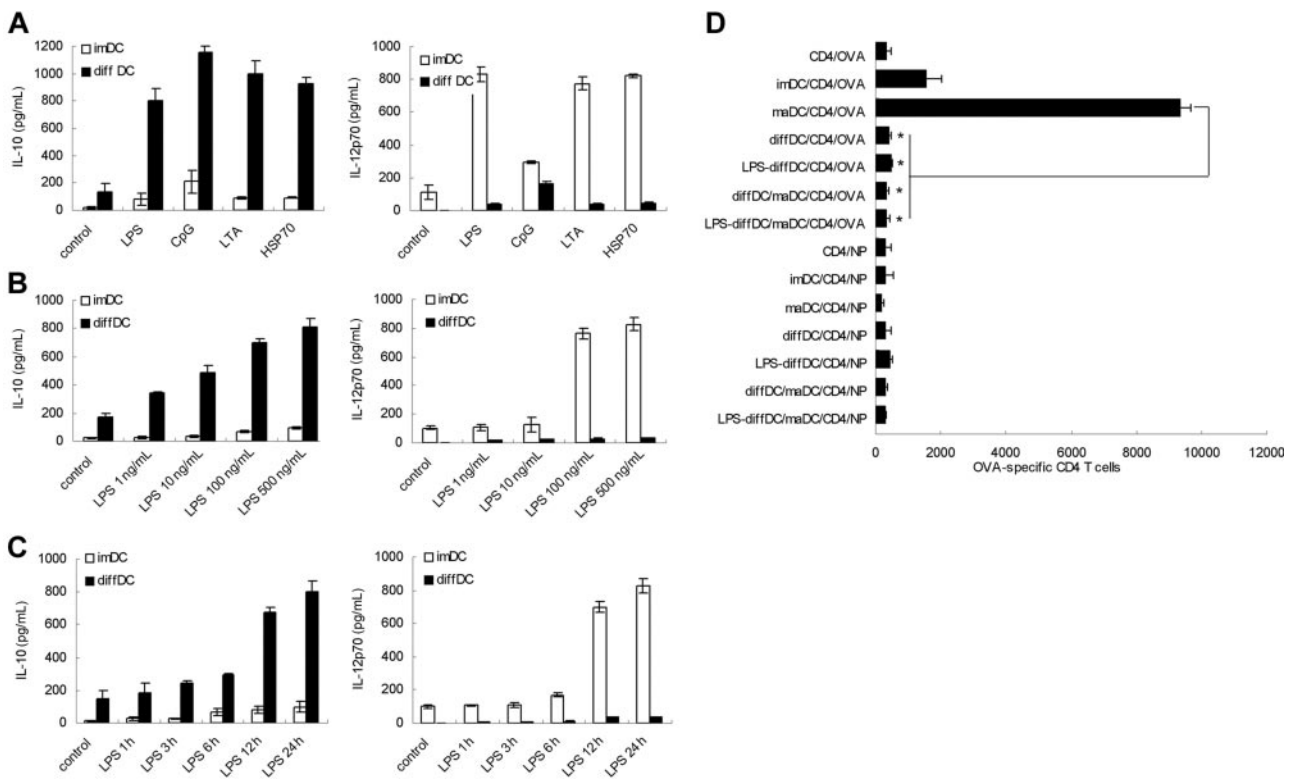 A
IL-10 (pg/mL)
1200
1000
800
600
400
200
0
imDC
diff DC
control
LPS
CpG
LTA
HSP70
IL-12p70 (pg/mL)
1000
800
600
400
200
0
imDC
diff DC
control
LPS
CpG
LTA
HSP70
B
IL-10 (pg/mL)
1000
800
600
400
200
0
imDC
diffDC
control
LPS 1 ng/mL
LPS 10 ng/mL
LPS 100 ng/mL
LPS 500 ng/mL
IL-12p70 (pg/mL)
1000
800
600
400
200
0
imDC
diffDC
control
LPS 1 ng/mL
LPS 10 ng/mL
LPS 100 ng/mL
LPS 500 ng/mL
C
IL-10 (pg/mL)
1000
800
600
400
200
0
imDC
diffDC
control
LPS 1h
LPS 3h
LPS 6h
LPS 12h
LPS 24h
IL-12p70 (pg/mL)
1000
800
600
400
200
0
imDC
diffDC
control
LPS 1h
LPS 3h
LPS 6h
LPS 12h
LPS 24h
D
CD4/OVA
imDC/CD4/OVA
maDC/CD4/OVA
diffDC/CD4/OVA *
LPS-diffDC/CD4/OVA *
diffDC/maDC/CD4/OVA *
LPS-diffDC/maDC/CD4/OVA *
CD4/NP
imDC/CD4/NP
maDC/CD4/NP
diffDC/CD4/NP
LPS-diffDC/CD4/NP
diffDC/maDC/CD4/NP
LPS-diffDC/maDC/CD4/NP
0 2000 4000 6000 8000 10000 12000
OVA-specific CD4 T cells